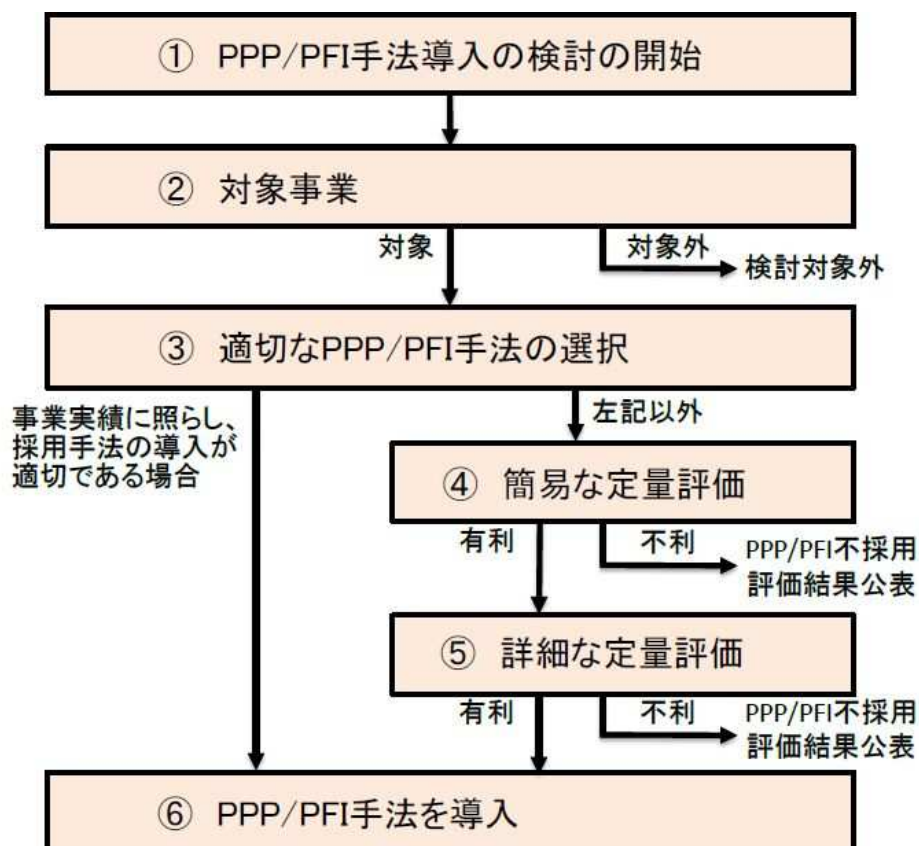 ① PPP/PFI手法導入の検討の開始
② 対象事業
対象
対象外
検討対象外
③ 適切なPPP/PFI手法の選択
事業実績に照らし、
採用手法の導入が
適切である場合
左記以外
④ 簡易な定量評価
有利
不利
PPP/PFI不採用
評価結果公表
⑤ 詳細な定量評価
有利
不利
PPP/PFI不採用
評価結果公表
⑥ PPP/PFI手法を導入